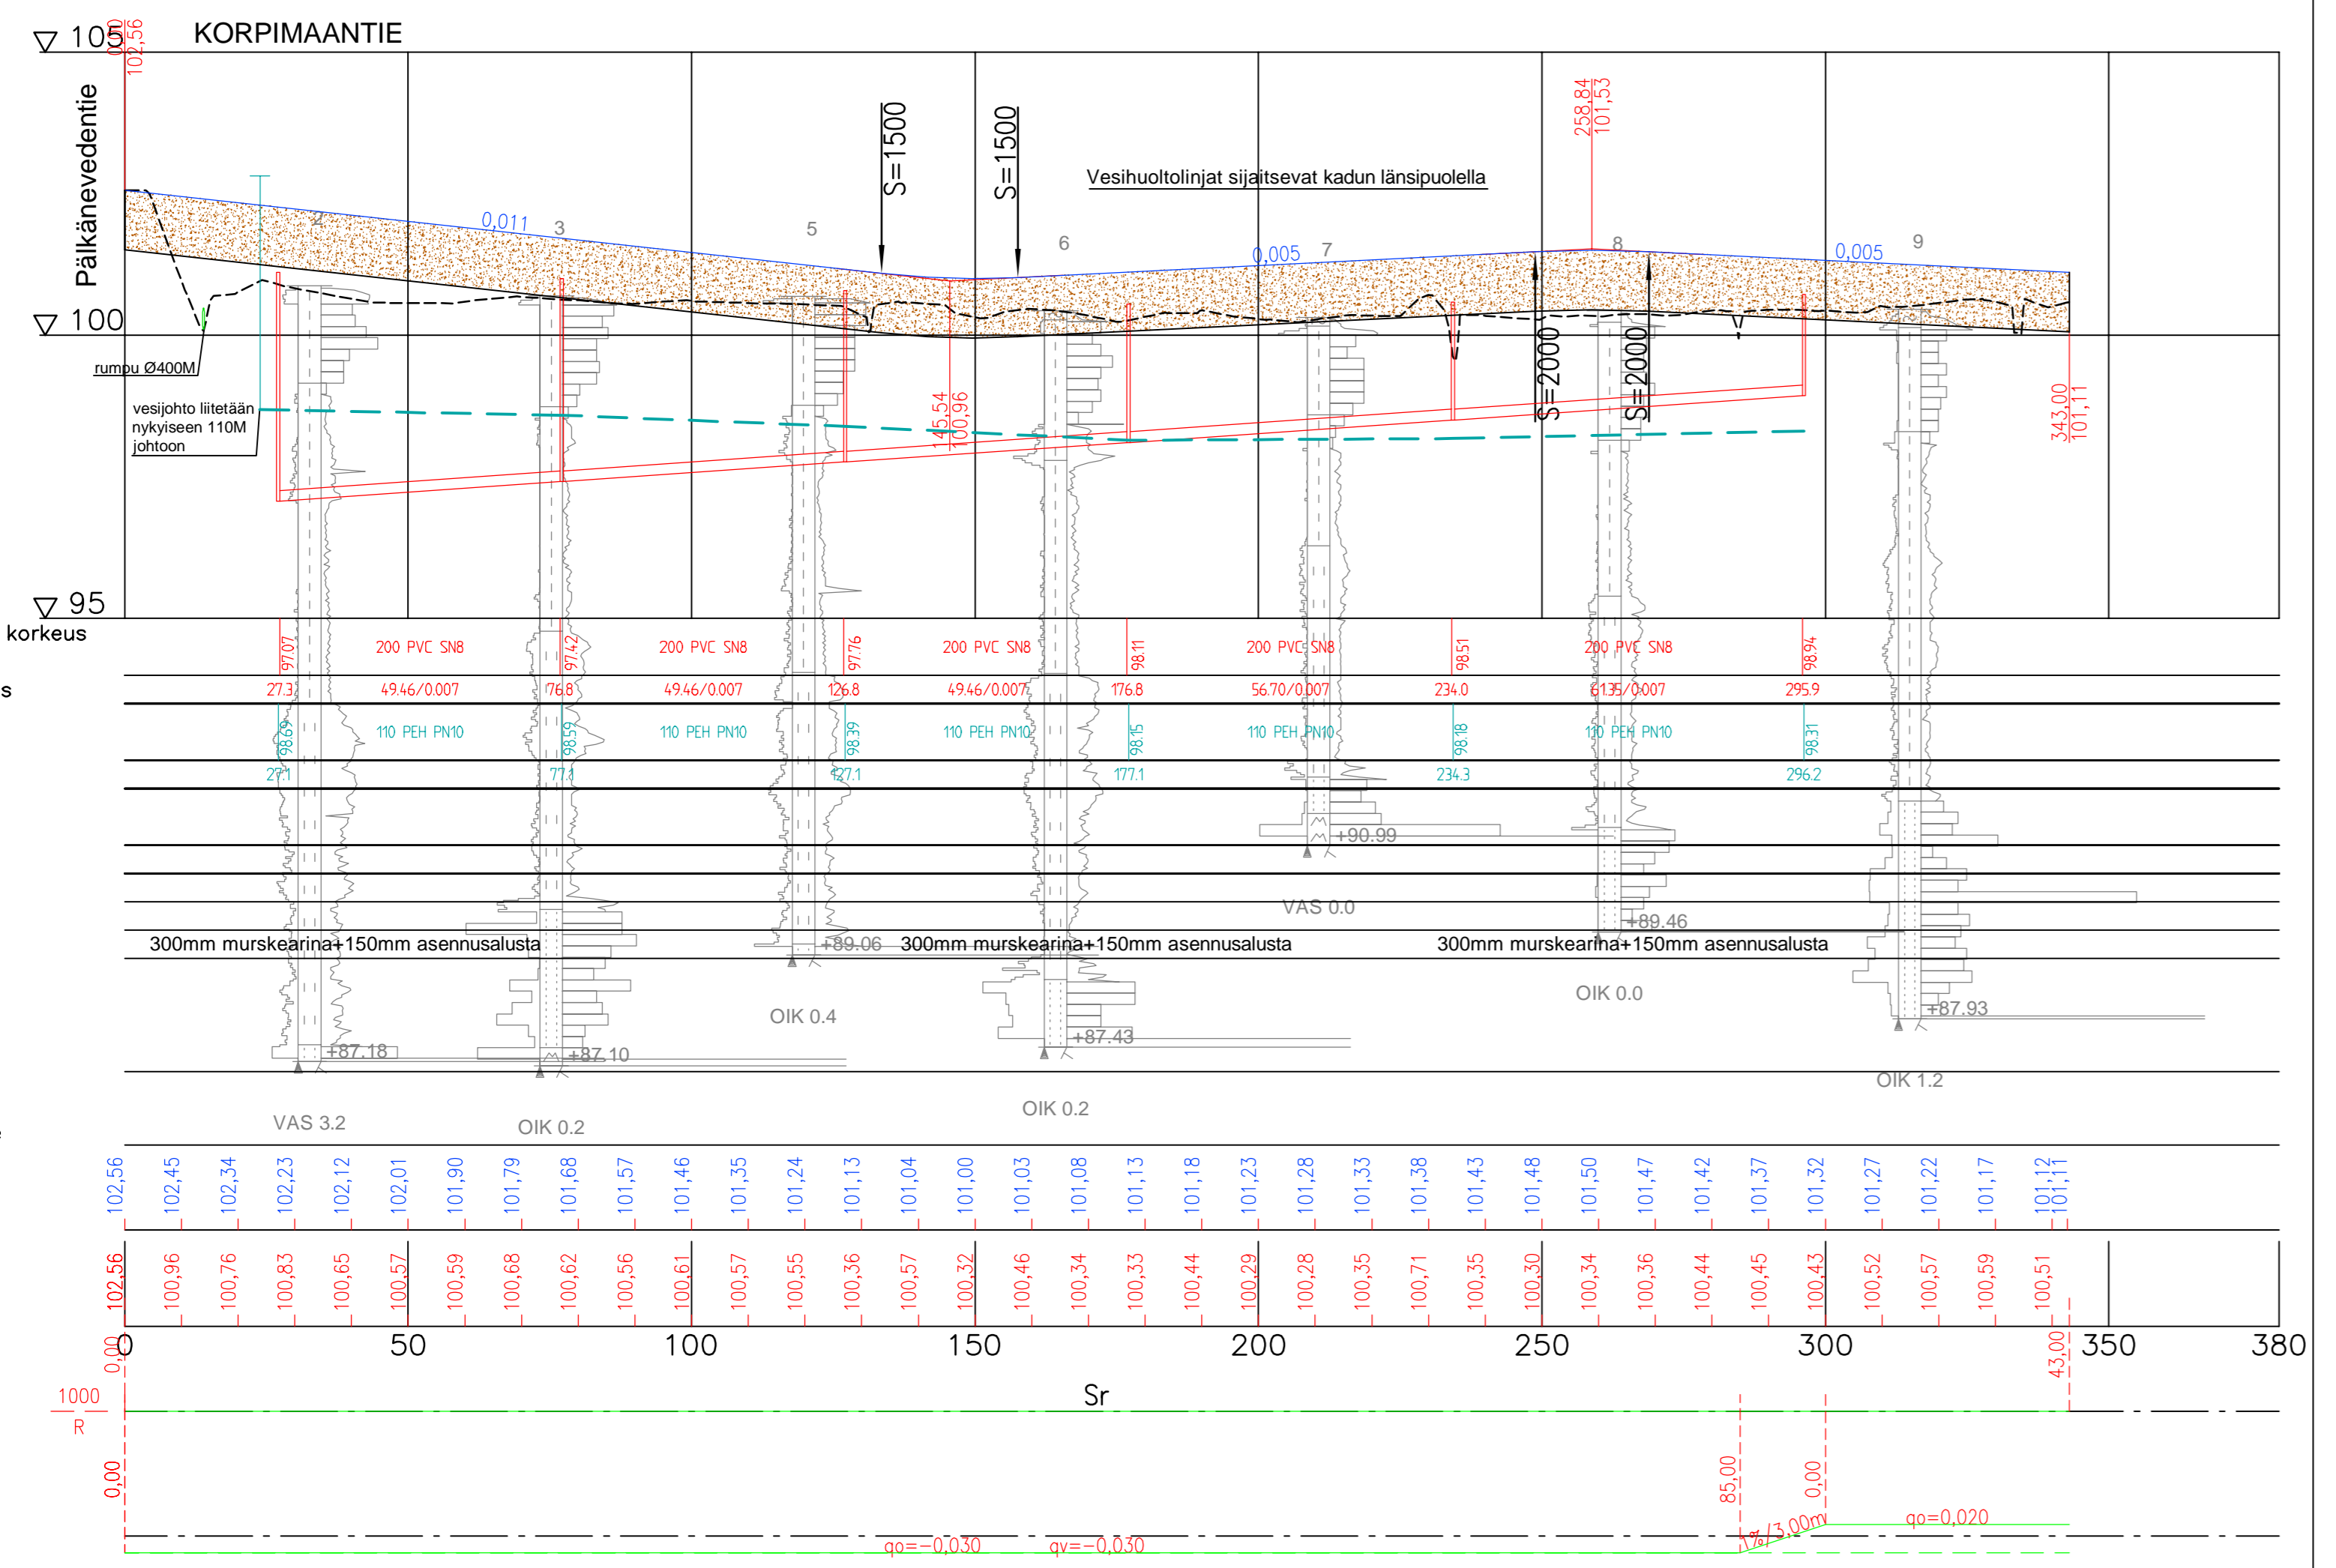 KORPIMAANTIE
105
0,00
102,56
Pälkänevedentie
S=1500
S=1500
258,84
101,53
Vesihuoltolinjat sijaitsevat kadun länsipuolella
0,011
2
3
5
6
0,005
7
8
0,005
9
100
rumpu Ø400M
vesijohto liitetään
nykyiseen 110M
johtoon
145,54
100,96
S=2000
S=2000
343,00
101,11
95
korkeus
97.07
200 PVC SN8
97.42
200 PVC SN8
97.76
200 PVC SN8
98.11
200 PVC SN8
98.51
200 PVC SN8
98.94
s
27.3
49.46/0.007
76.8
49.46/0.007
126.8
49.46/0.007
176.8
56.70/0.007
234.0
61.35/0.007
295.9
98.69
110 PEH PN10
98.59
110 PEH PN10
98.39
110 PEH PN10
98.15
110 PEH PN10
98.18
110 PEH PN10
98.31
27.1
77.1
127.1
177.1
234.3
296.2
+90.99
VAS 0.0
+89.46
300mm murskearina+150mm asennusalusta
+89.06
300mm murskearina+150mm asennusalusta
300mm murskearina+150mm asennusalusta
OIK 0.4
OIK 0.0
+87.93
+87.18
+87.10
+87.43
OIK 1.2
VAS 3.2
OIK 0.2
OIK 0.2
102,56 102,45 102,34 102,23 102,12 102,01 101,90 101,79 101,68 101,57 101,46 101,35 101,24 101,13 101,04 101,00 101,03 101,08 101,13 101,18 101,23 101,28 101,33 101,38 101,43 101,48 101,50 101,47 101,42 101,37 101,32 101,27 101,22 101,17 101,12 101,11
102,56 100,96 100,76 100,83 100,65 100,57 100,59 100,68 100,62 100,56 100,61 100,57 100,55 100,36 100,57 100,32 100,46 100,34 100,33 100,44 100,29 100,28 100,35 100,71 100,35 100,30 100,34 100,36 100,44 100,45 100,43 100,52 100,57 100,59 100,51
0 50 100 150 200 250 300 350 380
0,00
43,00
1000
R
Sr
0,00
85,00
0,00
1%/3,00m
qo=0,020
qo=-0,030
qv=-0,030